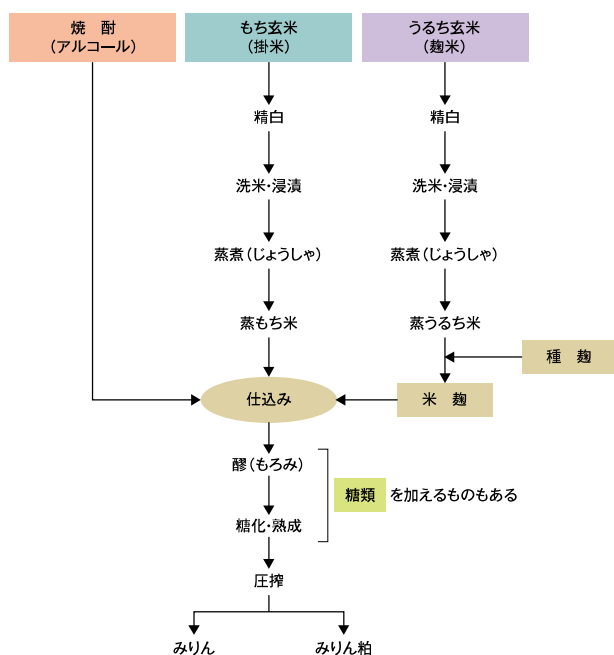 焼　酎
（アルコール）
もち玄米
（掛米）
うるち玄米
（麹米）
精白
精白
洗米・浸漬
洗米・浸漬
蒸煮（じょうしゃ）
蒸煮（じょうしゃ）
蒸もち米
蒸うるち米
種　麹
仕込み
米　麹
醪（もろみ）
糖類 を加えるものもある
糖化・熟成
圧搾
みりん
みりん粕